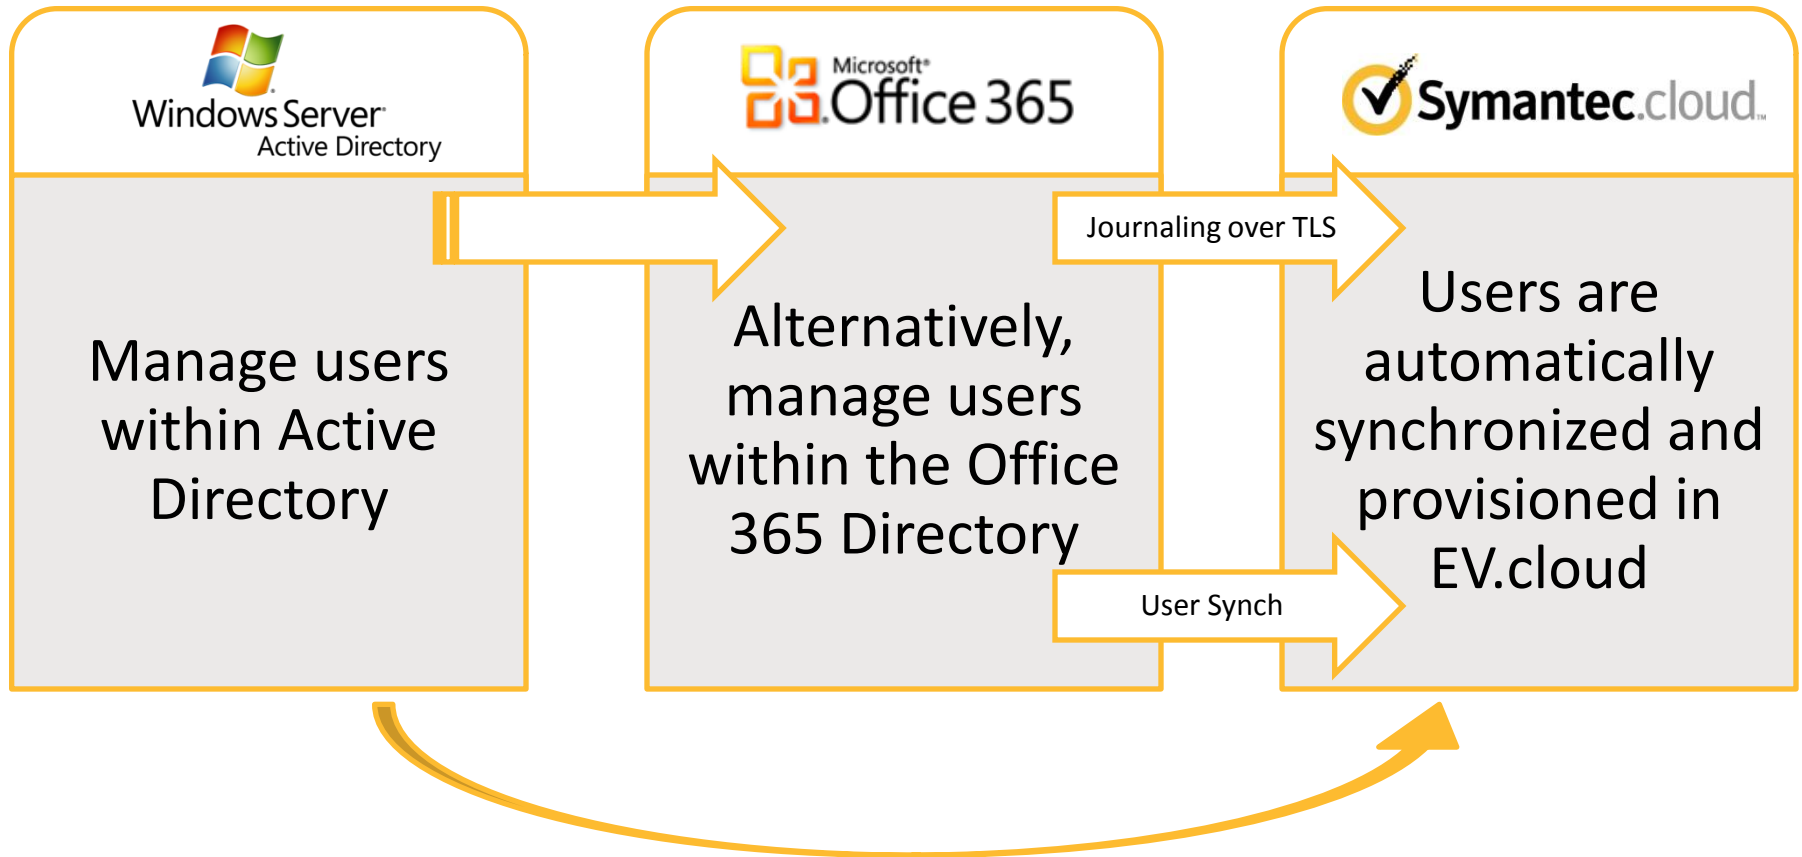 Windows Server
Active Directory
Manage users
within Active
Directory
Microsoft®
Office 365
Alternatively,
manage users
within the Office
365 Directory
Journaling over TLS
User Synch
Symantec.cloud™
Users are
automatically
synchronized and
provisioned in
EV.cloud